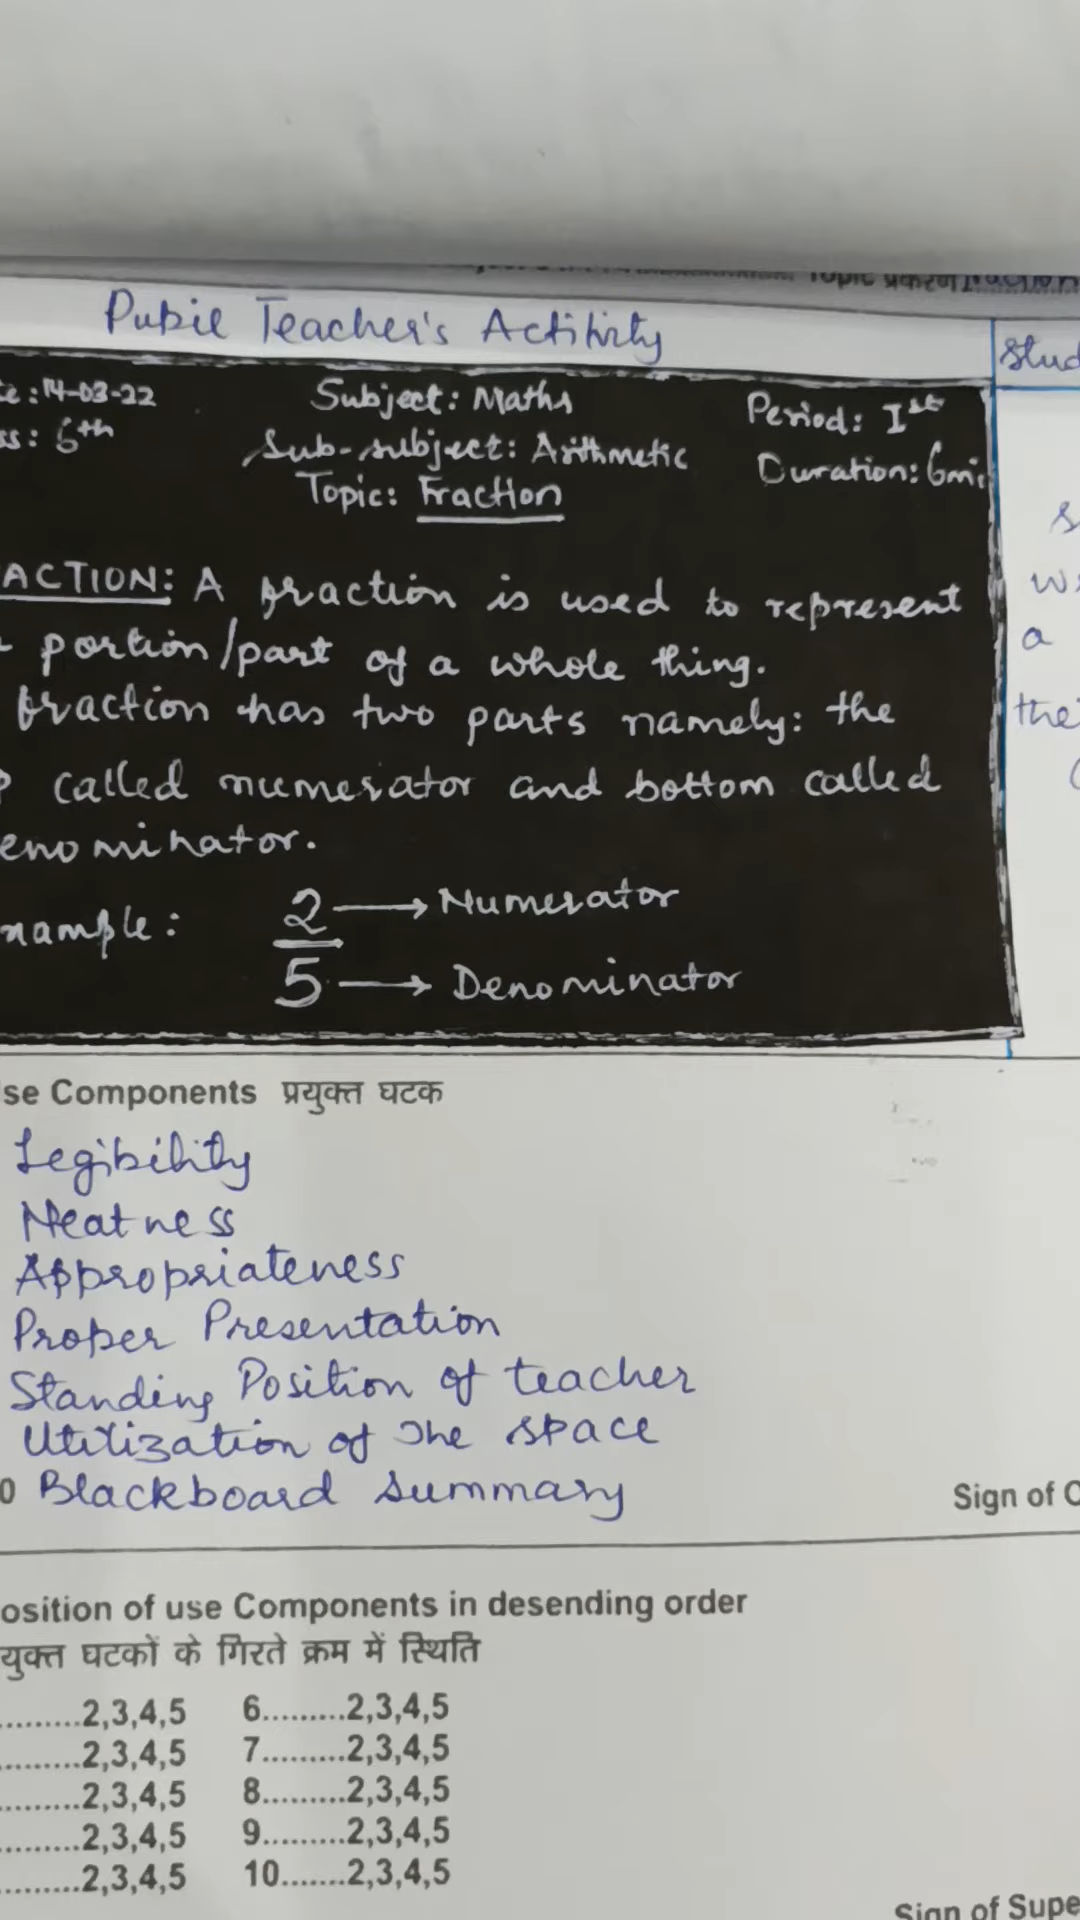 Pupil Teacher's Activity
14-03-22
6th
Subject: Maths
Sub-subject: Arithmetic
Topic: Fraction
Period: Ist
Duration: 6mi
ACTION: A fraction is used to represent
portion/part of a whole thing.
fraction has two parts namely: the
called numerator and bottom called
enominator.
xample:
2 → Numerator
5 → Denominator
Stud
a
the
se Components प्रयुक्त घटक
Legibility
Neatness
Appropriateness
Proper Presentation
Standing Position of teacher
Utilization of the space
Blackboard summary
Sign of O
osition of use Components in desending order
युक्त घटकों के गिरते क्रम में स्थिति
.........2,3,4,5 6.........2,3,4,5
.........2,3,4,5 7.........2,3,4,5
.........2,3,4,5 8.........2,3,4,5
.........2,3,4,5 9.........2,3,4,5
.........2,3,4,5 10.......2,3,4,5
Sign of Supe